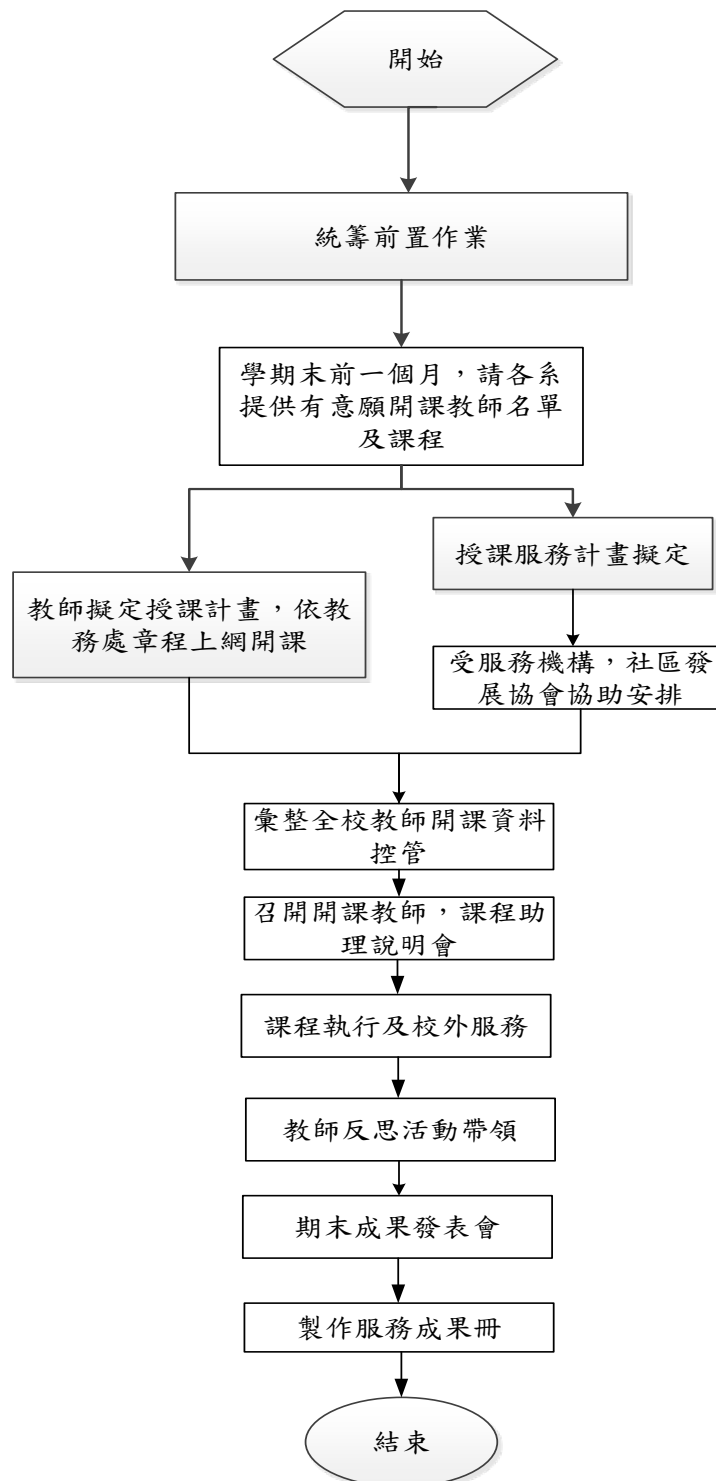 開始
統籌前置作業
學期末前一個月，請各系
提供有意願開課教師名單
及課程
授課服務計畫擬定
教師擬定授課計畫，依教
務處章程上網開課
受服務機構，社區發
展協會協助安排
彙整全校教師開課資料
控管
召開開課教師，課程助
理說明會
課程執行及校外服務
教師反思活動帶領
期末成果發表會
製作服務成果冊
結束